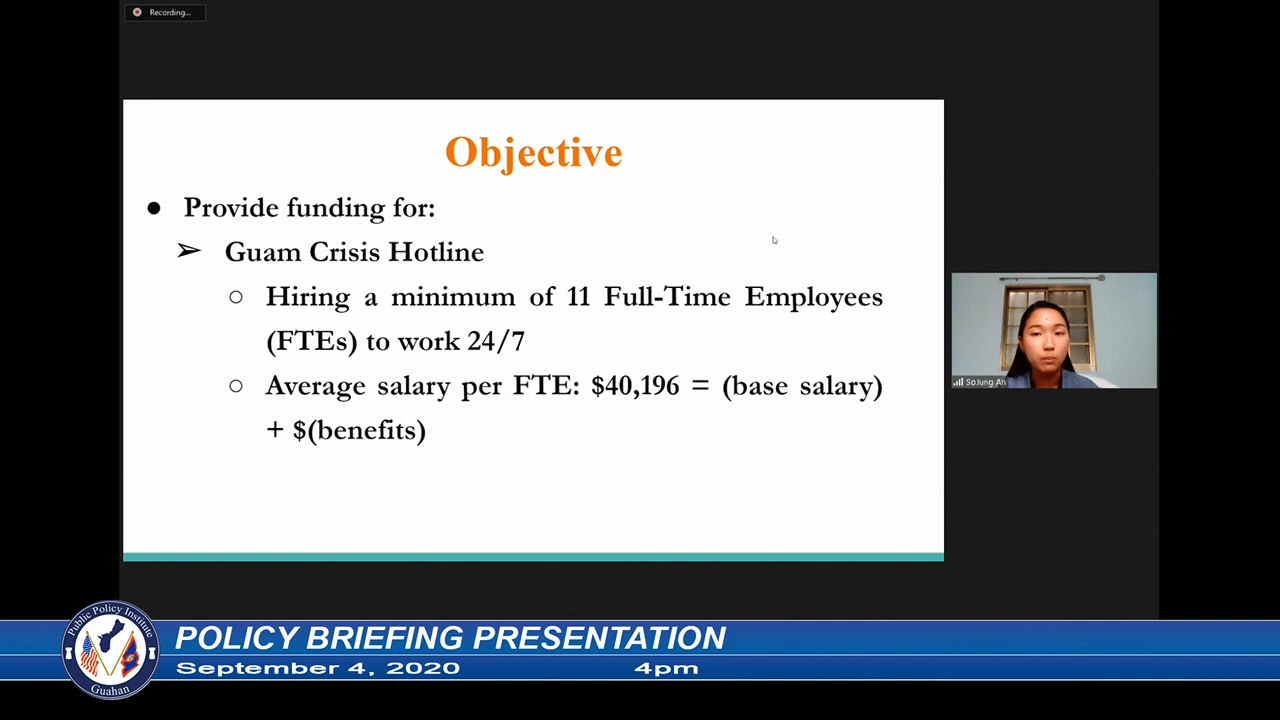 Recording...
Objective
● Provide funding for:
➢ Guam Crisis Hotline
○ Hiring a minimum of 11 Full-Time Employees
(FTEs) to work 24/7
○ Average salary per FTE: $40,196 = (base salary)
+ $(benefits)
SoJung An
Public Policy Institute
Guahan
POLICY BRIEFING PRESENTATION
September 4, 2020 4pm